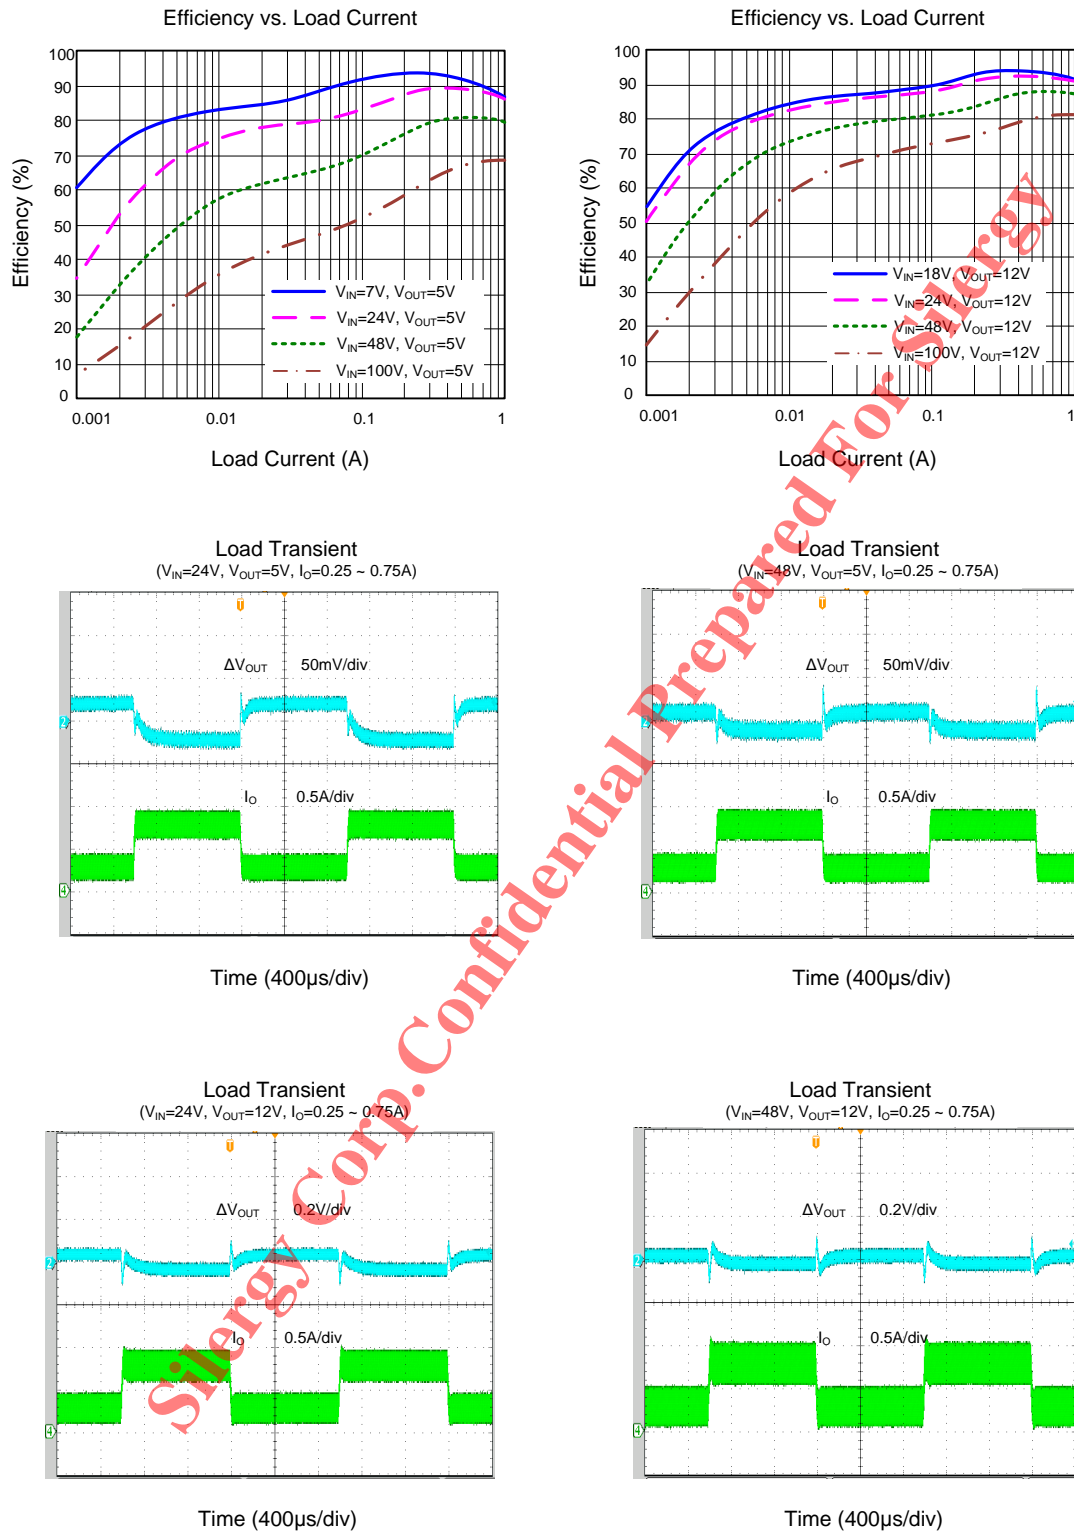 Efficiency vs. Load Current
Efficiency (%)
100
90
80
70
60
50
40
30
20
10
0
VIN=7V, VOUT=5V
VIN=24V, VOUT=5V
VIN=48V, VOUT=5V
VIN=100V, VOUT=5V
0.001
0.01
0.1
1
Load Current (A)
Efficiency vs. Load Current
Efficiency (%)
100
90
80
70
60
50
40
30
20
10
0
VIN=18V, VOUT=12V
VIN=24V, VOUT=12V
VIN=48V, VOUT=12V
VIN=100V, VOUT=12V
0.001
0.01
0.1
1
Load Current (A)
Load Transient
(VIN=24V, VOUT=5V, IO=0.25 ~ 0.75A)
T
ΔVOUT 50mV/div
2
IO 0.5A/div
4
Time (400µs/div)
Load Transient
(VIN=48V, VOUT=5V, IO=0.25 ~ 0.75A)
T
ΔVOUT 50mV/div
2
IO 0.5A/div
4
Time (400µs/div)
Load Transient
(VIN=24V, VOUT=12V, IO=0.25 ~ 0.75A)
T
ΔVOUT 0.2V/div
2
IO 0.5A/div
4
Time (400µs/div)
Load Transient
(VIN=48V, VOUT=12V, IO=0.25 ~ 0.75A)
T
ΔVOUT 0.2V/div
2
IO 0.5A/div
4
Time (400µs/div)
Silergy Corp.Confidential Prepared For Silergy